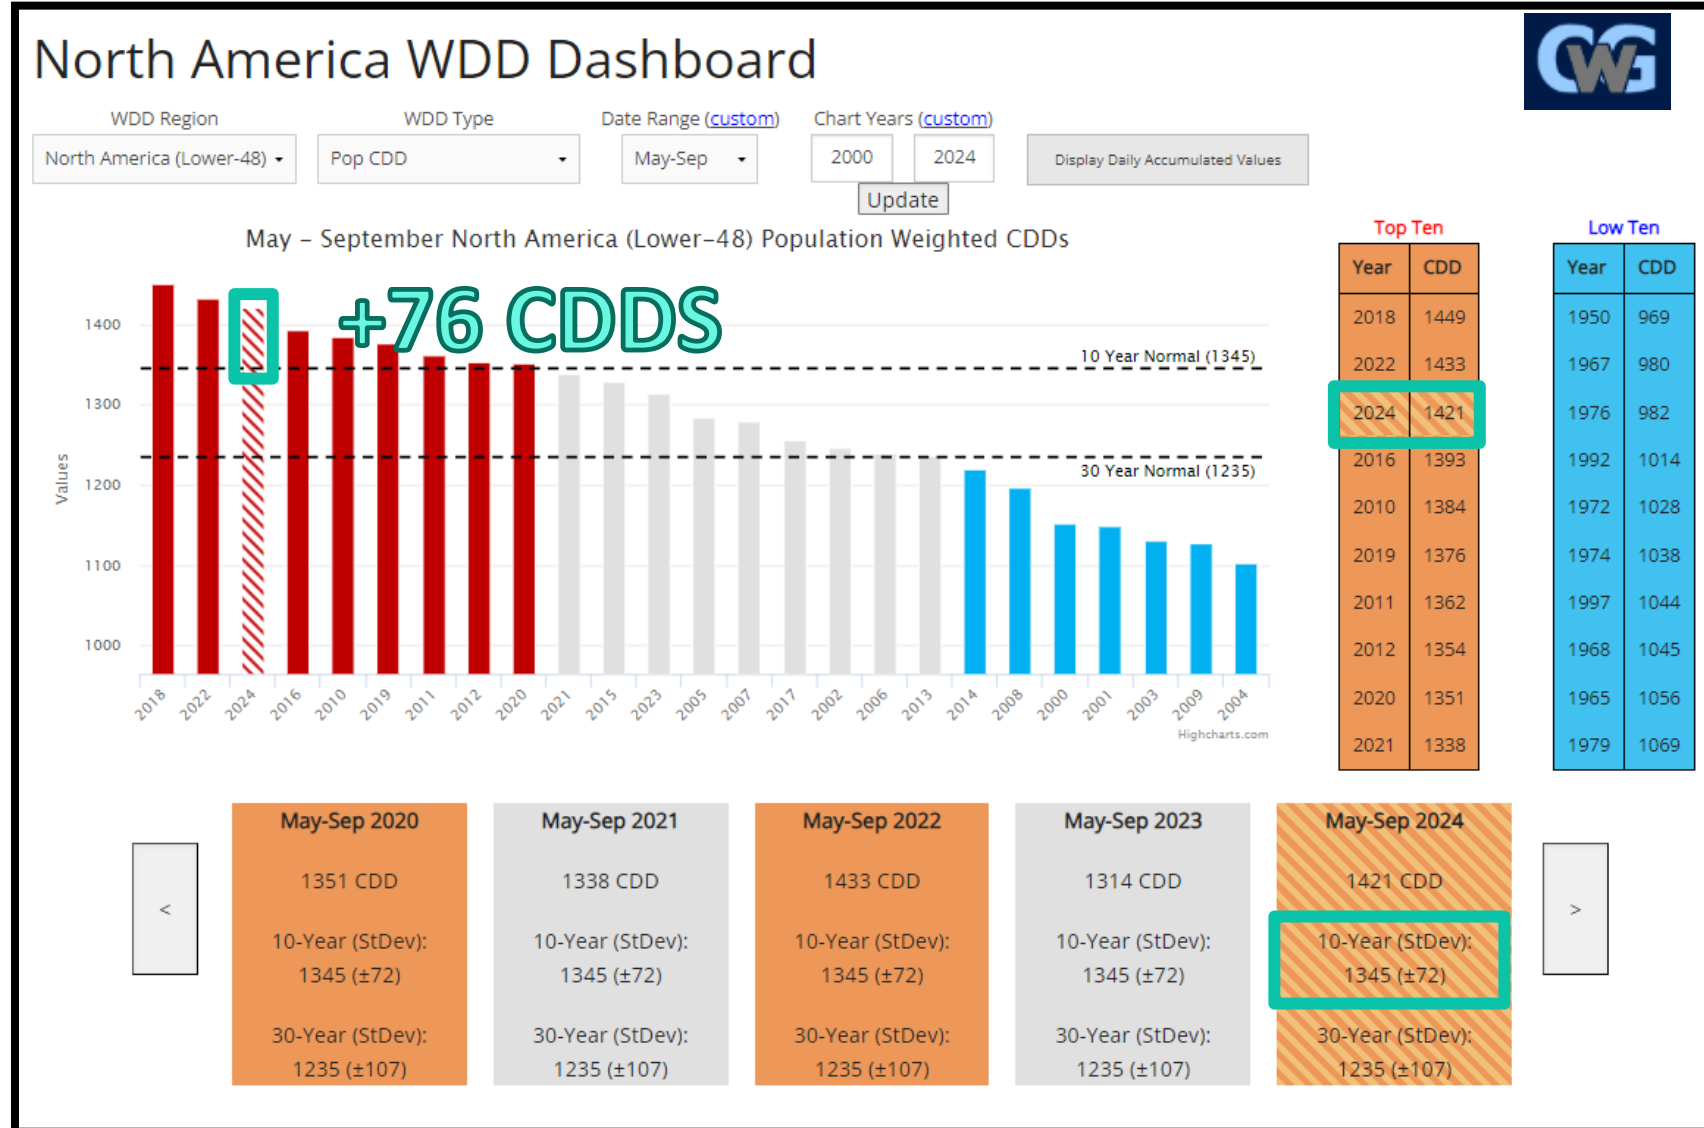 North America WDD Dashboard
CWG
WDD Region
WDD Type
Date Range (custom)
Chart Years (custom)
North America (Lower-48)
Pop CDD
May-Sep
2000
2024
Display Daily Accumulated Values
Update
May – September North America (Lower-48) Population Weighted CDDs
+76 CDDS
Values
1400
1300
1200
1100
1000
10 Year Normal (1345)
30 Year Normal (1235)
2018 2022 2024 2016 2010 2019 2011 2012 2020 2021 2015 2023 2005 2007 2017 2002 2006 2013 2014 2008 2000 2001 2003 2009 2004
Highcharts.com
Top Ten
Year CDD
2018 1449
2022 1433
2024 1421
2016 1393
2010 1384
2019 1376
2011 1362
2012 1354
2020 1351
2021 1338
Low Ten
Year CDD
1950 969
1967 980
1976 982
1992 1014
1972 1028
1974 1038
1997 1044
1968 1045
1965 1056
1979 1069
<
May-Sep 2020
1351 CDD
10-Year (StDev):
1345 (±72)
30-Year (StDev):
1235 (±107)
May-Sep 2021
1338 CDD
10-Year (StDev):
1345 (±72)
30-Year (StDev):
1235 (±107)
May-Sep 2022
1433 CDD
10-Year (StDev):
1345 (±72)
30-Year (StDev):
1235 (±107)
May-Sep 2023
1314 CDD
10-Year (StDev):
1345 (±72)
30-Year (StDev):
1235 (±107)
May-Sep 2024
1421 CDD
10-Year (StDev):
1345 (±72)
30-Year (StDev):
1235 (±107)
>